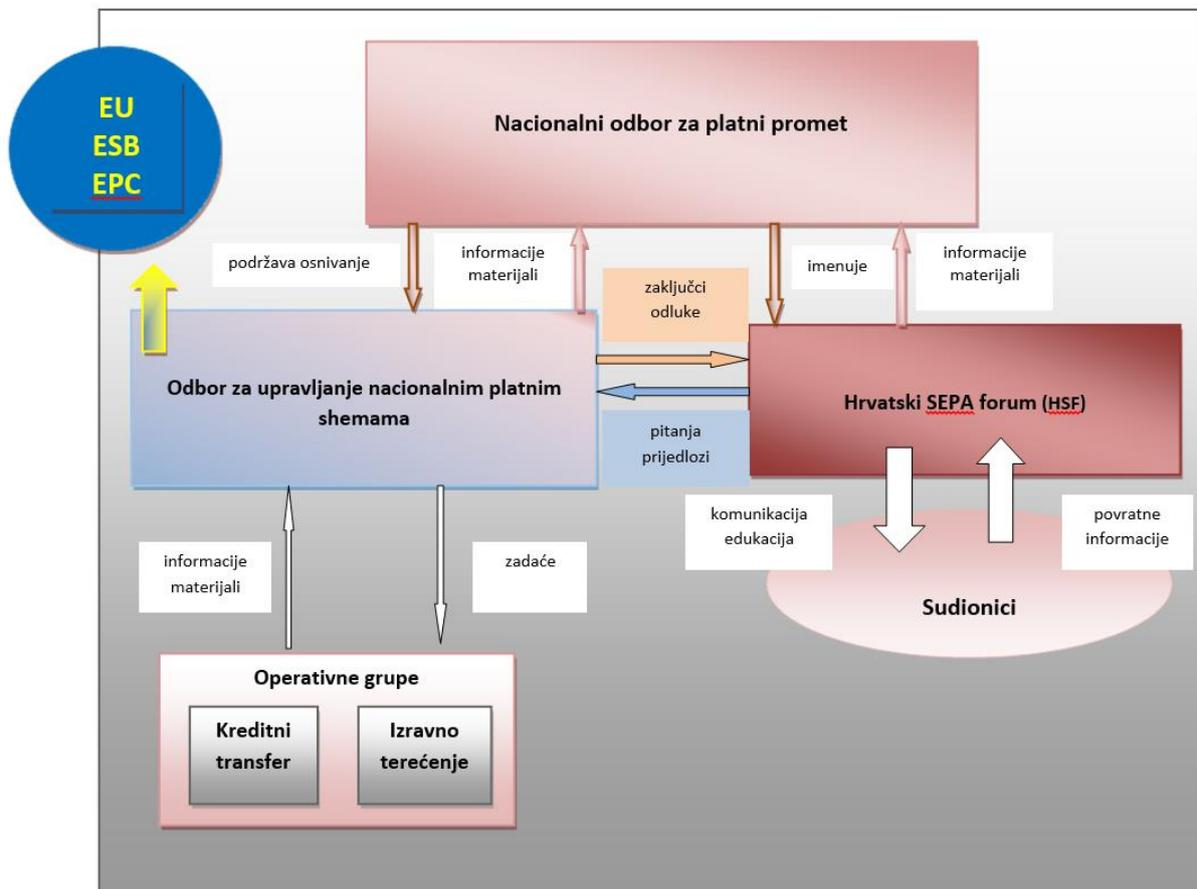 EU
ESB
EPC
Nacionalni odbor za platni promet
podržava osnivanje
informacije
materijali
imenuje
informacije
materijali
zaključci
odluke
Odbor za upravljanje nacionalnim platnim
shemama
Hrvatski SEPA forum (HSF)
pitanja
prijedlozi
komunikacija
edukacija
povratne
informacije
informacije
materijali
zadaće
Sudionici
Operativne grupe
Kreditni
transfer
Izravno
terećenje